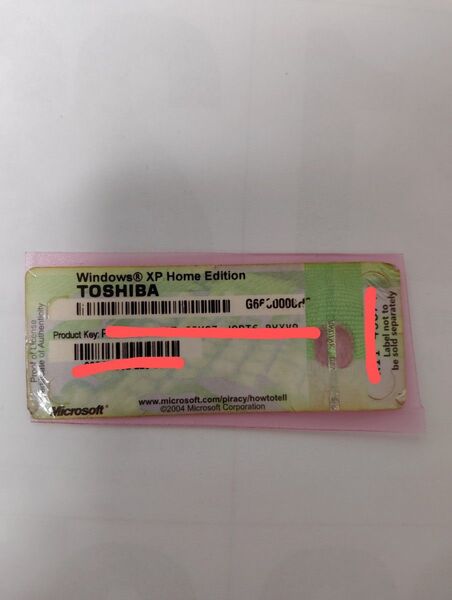 Windows® XP Home Edition
TOSHIBA
Product Key:
Microsoft®
www.microsoft.com/piracy/howtotell
©2004 Microsoft Corporation
Proof of License
Certificate of Authenticity
Label not to
be sold separately